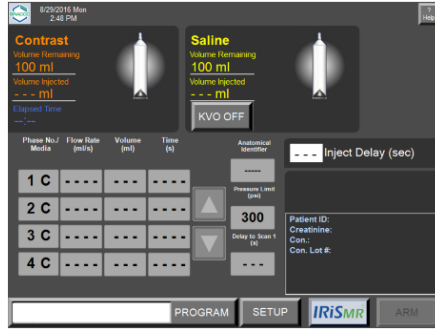 8/29/2016 Mon
2:48 PM
?
Help
Contrast
Volume Remaining
100 ml
Volume Injected
- - - ml
Elapsed Time
--:--
Saline
Volume Remaining
100 ml
Volume Injected
- - - ml
KVO OFF
Phase No./ Media
Flow Rate (ml/s)
Volume (ml)
Time (s)
1 C - - - - - - - - - - - -
2 C - - - - - - - - - - - -
3 C - - - - - - - - - - - -
4 C - - - - - - - - - - - -
Anatomical Identifier
-----
Pressure Limit (psi)
300
Delay to Scan 1 (s)
- - -
- - - Inject Delay (sec)
Patient ID:
Creatinine:
Con.:
Con. Lot #:
PROGRAM
SETUP
IRiSMR
ARM